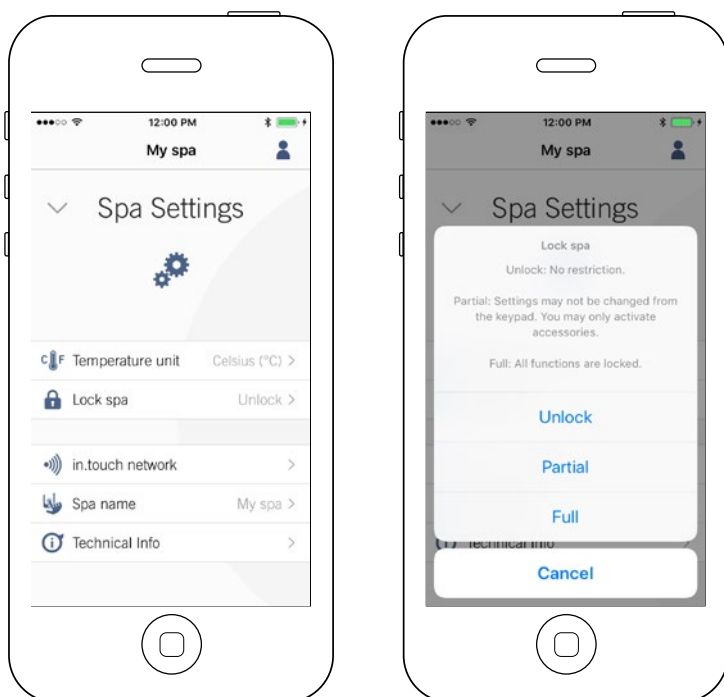 12:00 PM
My spa
Spa Settings
C F Temperature unit Celsius (°C) >
Lock spa Unlock >
in.touch network >
Spa name My spa >
Technical Info >
12:00 PM
My spa
Spa Settings
Lock spa
Unlock: No restriction.
Partial: Settings may not be changed from
the keypad. You may only activate
accessories.
Full: All functions are locked.
Unlock
Partial
Full
Technical Info
Cancel